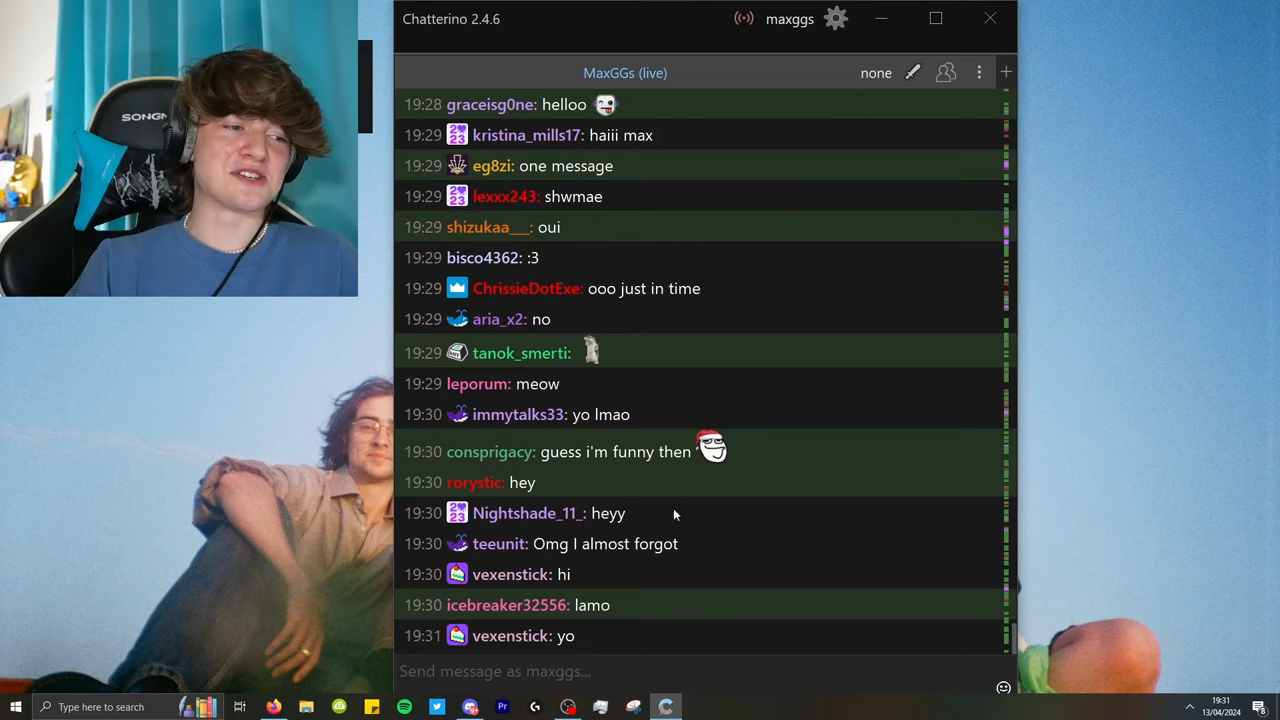 Chatterino 2.4.6
maxggs
MaxGGs (live)
none
SONGM
19:28 graceisg0ne: helloo
19:29 kristina_mills17: haiii max
19:29 eg8zi: one message
19:29 lexxx243: shwmae
19:29 shizukaa___: oui
19:29 bisco4362: :3
19:29 ChrissieDotExe: ooo just in time
19:29 aria_x2: no
19:29 tanok_smerti:
19:29 leporum: meow
19:30 immytalks33: yo lmao
19:30 consprigacy: guess i'm funny then
19:30 rorystic: hey
19:30 Nightshade_11_: heyy
19:30 teeunit: Omg I almost forgot
19:30 vexenstick: hi
19:30 icebreaker32556: lamo
19:31 vexenstick: yo
Send message as maxggs...
Type here to search
19:31
13/04/2024